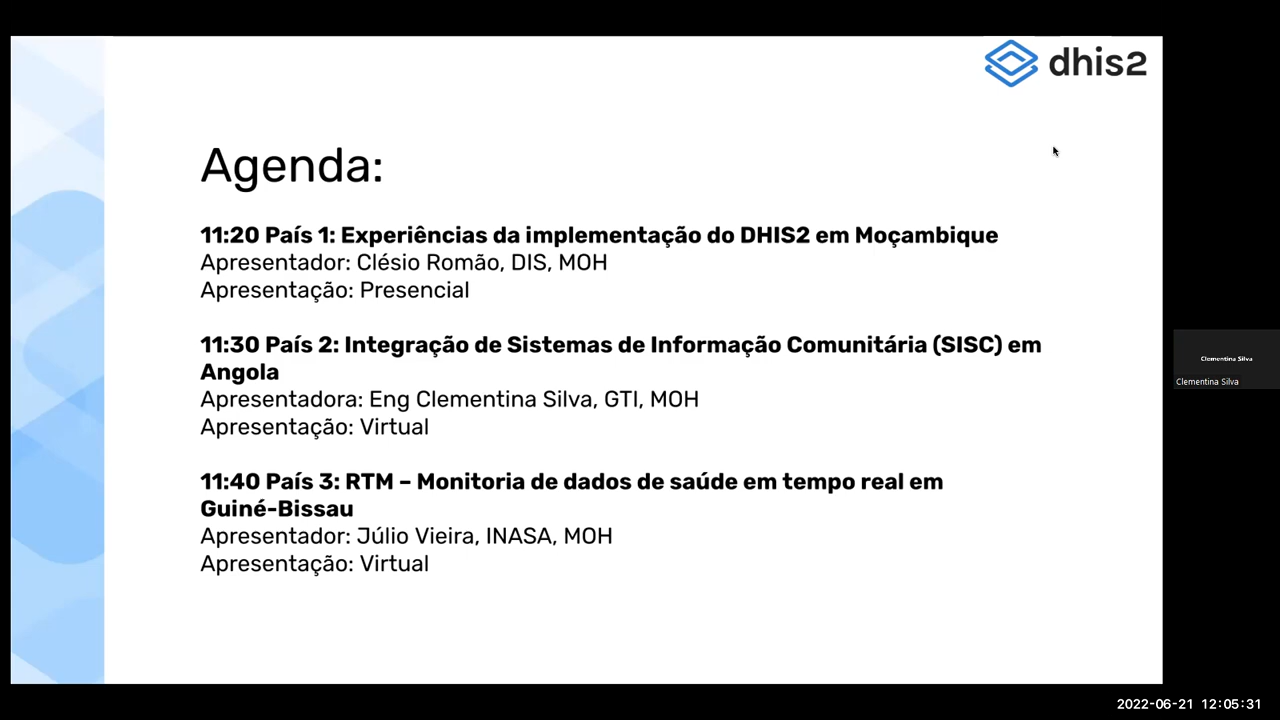 dhis2
Agenda:
11:20 País 1: Experiências da implementação do DHIS2 em Moçambique
Apresentador: Clésio Romão, DIS, MOH
Apresentação: Presencial
11:30 País 2: Integração de Sistemas de Informação Comunitária (SISC) em
Angola
Apresentadora: Eng Clementina Silva, GTI, MOH
Apresentação: Virtual
11:40 País 3: RTM – Monitoria de dados de saúde em tempo real em
Guiné-Bissau
Apresentador: Júlio Vieira, INASA, MOH
Apresentação: Virtual
Clementina Silva
Clementina Silva
2022-06-21 12:05:31